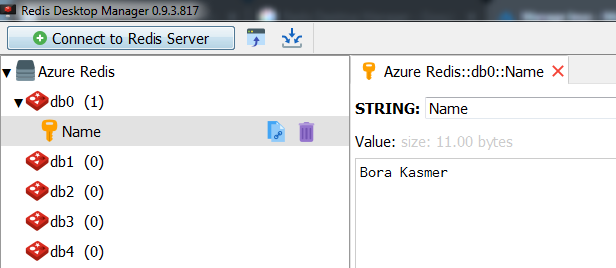 Redis Desktop Manager 0.9.3.817
Connect to Redis Server
Azure Redis
db0 (1)
Name
db1 (0)
db2 (0)
db3 (0)
db4 (0)
Azure Redis::db0::Name
STRING: Name
Value: size: 11.00 bytes
Bora Kasmer